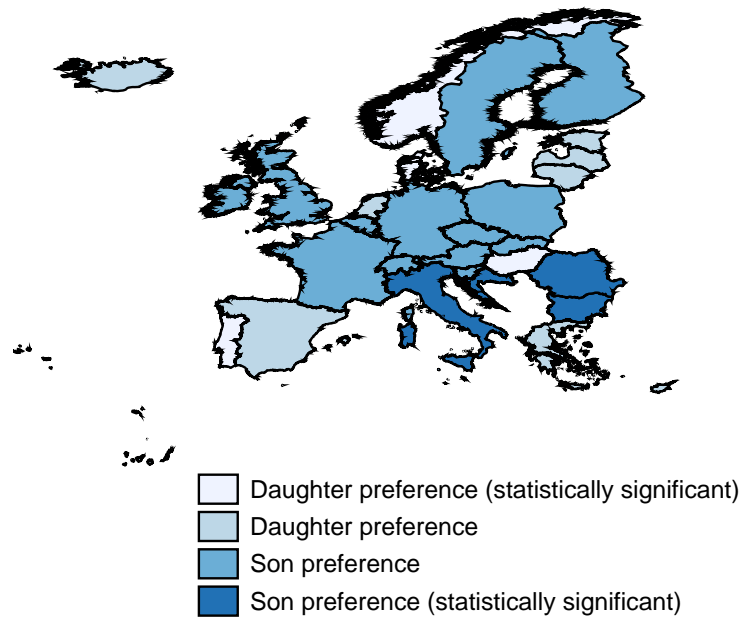 Daughter preference (statistically significant)
Daughter preference
Son preference
Son preference (statistically significant)